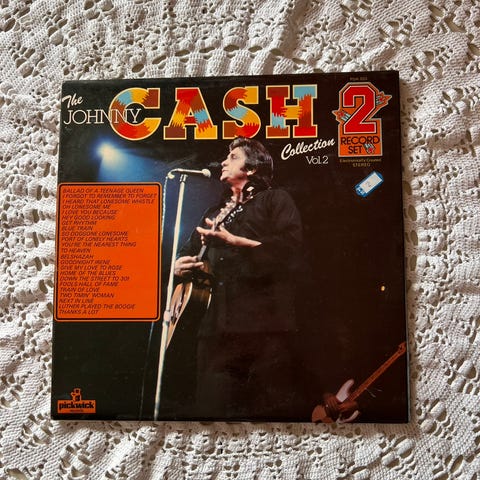 The
JOHNNY
CASH
Collection
Vol.2
2
RECORD
SET
Electronically Created
STEREO
BALLAD OF A TEENAGE QUEEN
I FORGOT TO REMEMBER TO FORGET
I HEARD THAT LONESOME WHISTLE
OH LONESOME ME
I LOVE YOU BECAUSE
HEY GOOD LOOKING
GET RHYTHM
BLUE TRAIN
SO DOGGONE LONESOME
PORT OF LONELY HEARTS
YOU'RE THE NEAREST THING
TO HEAVEN
BELSHAZAH
GOODNIGHT IRENE
GIVE MY LOVE TO ROSE
HOME OF THE BLUES
DOWN THE STREET TO 301
FOOLS HALL OF FAME
TRAIN OF LOVE
TWO TIMIN' WOMAN
NEXT IN LINE
LUTHER PLAYED THE BOOGIE
THANKS A LOT
pickwick